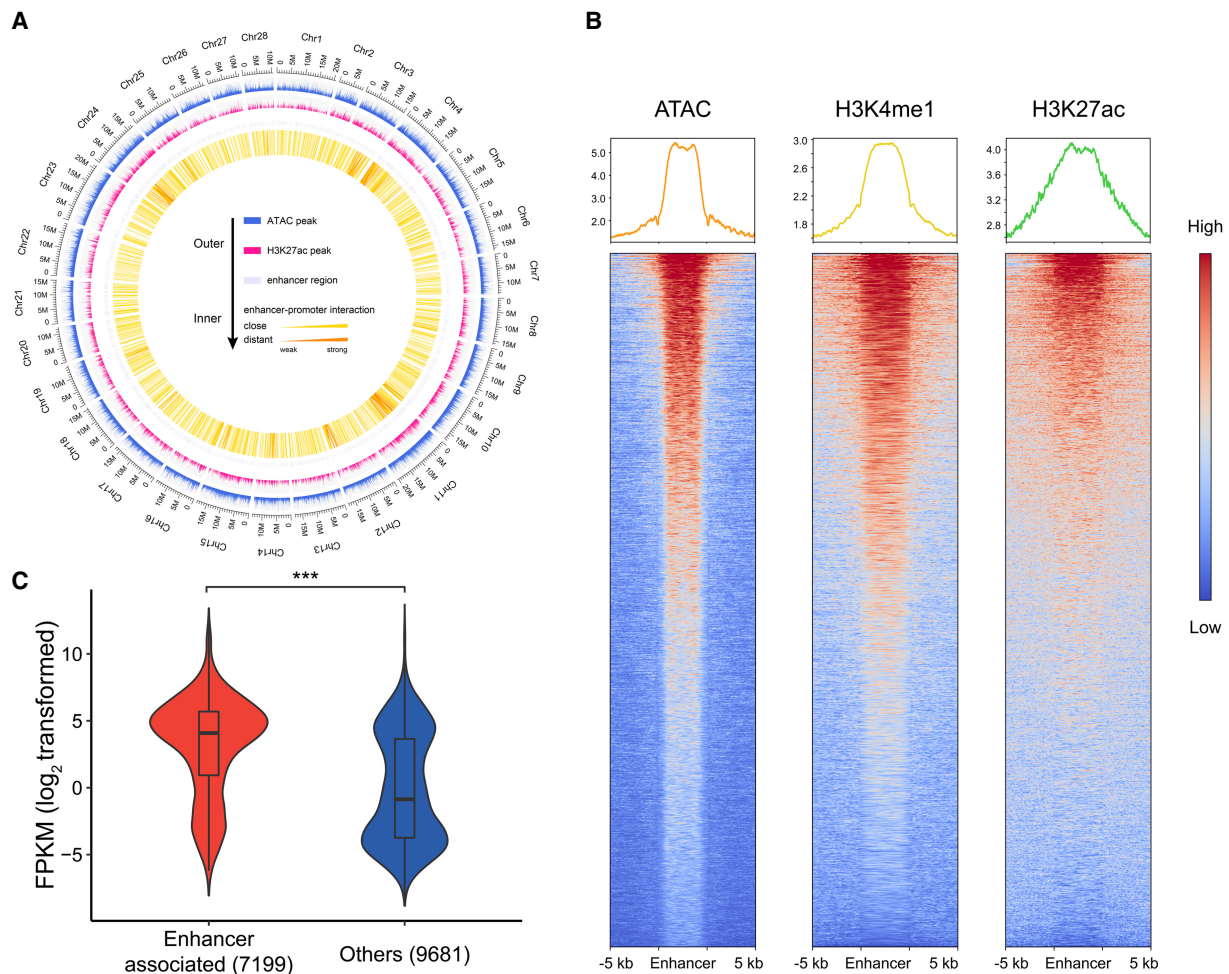 A
Chr1
Chr2
Chr3
Chr4
Chr5
Chr6
Chr7
Chr8
Chr9
Chr10
Chr11
Chr12
Chr13
Chr14
Chr15
Chr16
Chr17
Chr18
Chr19
Chr20
Chr21
Chr22
Chr23
Chr24
Chr25
Chr26
Chr27
Chr28
0 5M 10M 15M 20M
Outer
Inner
ATAC peak
H3K27ac peak
enhancer region
enhancer-promoter interaction
close
distant
weak strong
B
ATAC H3K4me1 H3K27ac
5.0
4.0
3.0
2.0
3.0
2.6
2.2
1.8
4.0
3.6
3.2
2.8
High
Low
-5 kb Enhancer 5 kb
-5 kb Enhancer 5 kb
-5 kb Enhancer 5 kb
C
***
FPKM (log2 transformed)
10
5
0
−5
Enhancer
associated (7199)
Others (9681)